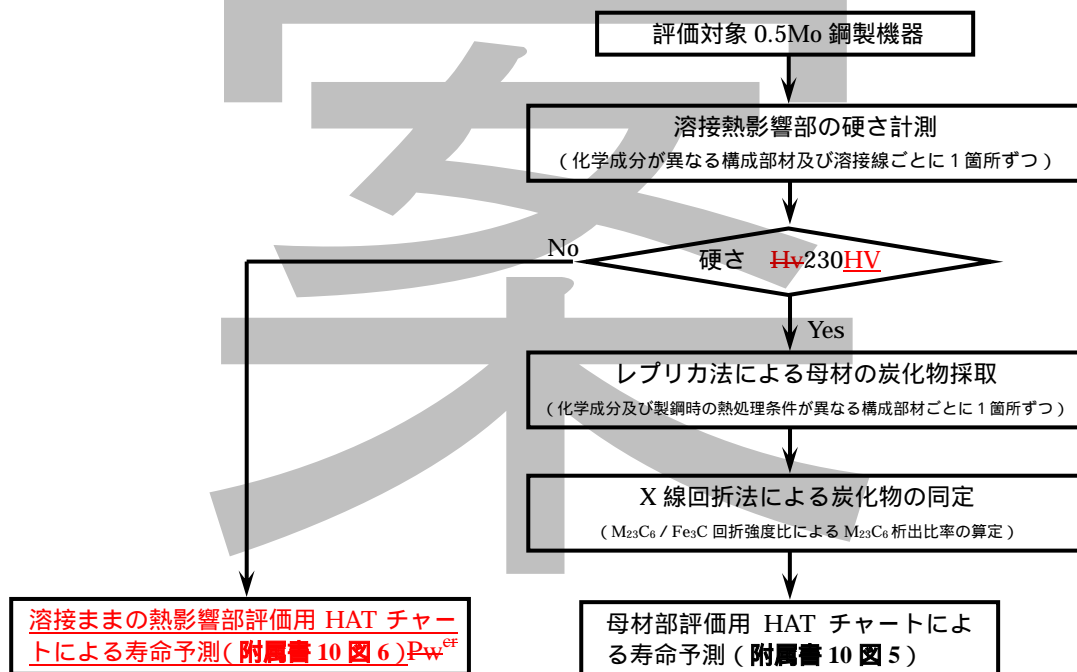 案
評価対象 0.5Mo 鋼製機器
溶接熱影響部の硬さ計測
（化学成分が異なる構成部材及び溶接線ごとに１箇所ずつ）
No
硬さ Hv230HV
Yes
レプリカ法による母材の炭化物採取
（化学成分及び製鋼時の熱処理条件が異なる構成部材ごとに１箇所ずつ）
X 線回折法による炭化物の同定
（M₂₃C₆ / Fe₃C 回折強度比による M₂₃C₆ 析出比率の算定）
溶接ままの熱影響部評価用 HAT チャー
トによる寿命予測（附属書 10 図 6）Pw^cr
母材部評価用 HAT チャートによ
る寿命予測（附属書 10 図 5）